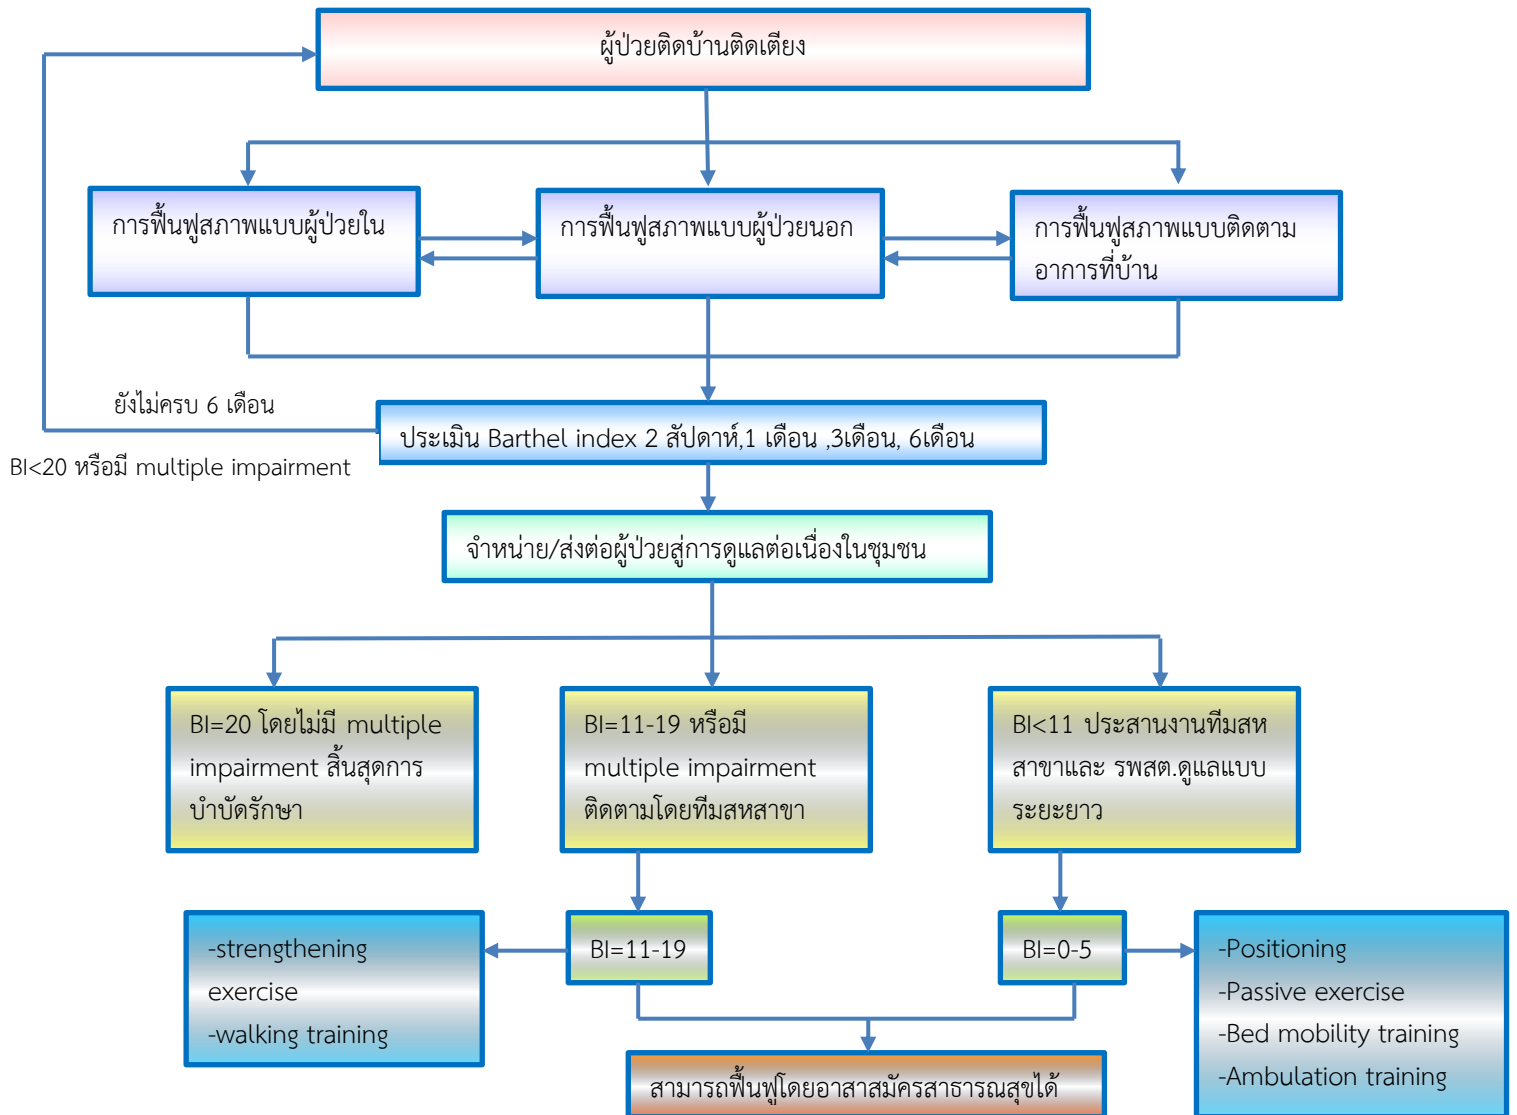 ผู้ป่วยติดบ้านติดเตียง
การฟื้นฟูสภาพแบบผู้ป่วยใน
การฟื้นฟูสภาพแบบผู้ป่วยนอก
การฟื้นฟูสภาพแบบติดตาม
อาการที่บ้าน
ยังไม่ครบ 6 เดือน
BI<20 หรือมี multiple impairment
ประเมิน Barthel index 2 สัปดาห์,1 เดือน ,3เดือน, 6เดือน
จำหน่าย/ส่งต่อผู้ป่วยสู่การดูแลต่อเนื่องในชุมชน
BI=20 โดยไม่มี multiple
impairment สิ้นสุดการ
บำบัดรักษา
BI=11-19 หรือมี
multiple impairment
ติดตามโดยทีมสหสาขา
BI<11 ประสานงานทีมสห
สาขาและ รพสต.ดูแลแบบ
ระยะยาว
-strengthening
exercise
-walking training
BI=11-19
BI=0-5
-Positioning
-Passive exercise
-Bed mobility training
-Ambulation training
สามารถฟื้นฟูโดยอาสาสมัครสาธารณสุขได้